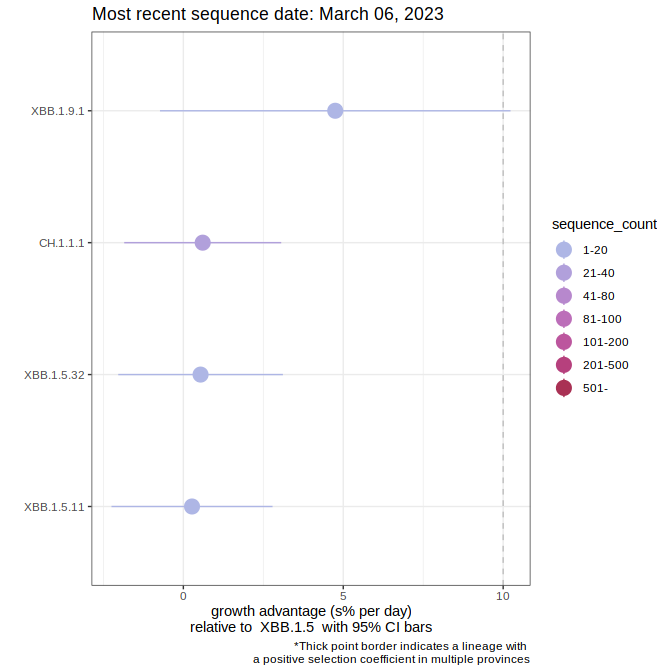 Most recent sequence date: March 06, 2023
XBB.1.9.1
CH.1.1.1
XBB.1.5.32
XBB.1.5.11
0 5 10
growth advantage (s% per day)
relative to  XBB.1.5  with 95% CI bars
*Thick point border indicates a lineage with
a positive selection coefficient in multiple provinces
sequence_count
1-20
21-40
41-80
81-100
101-200
201-500
501-